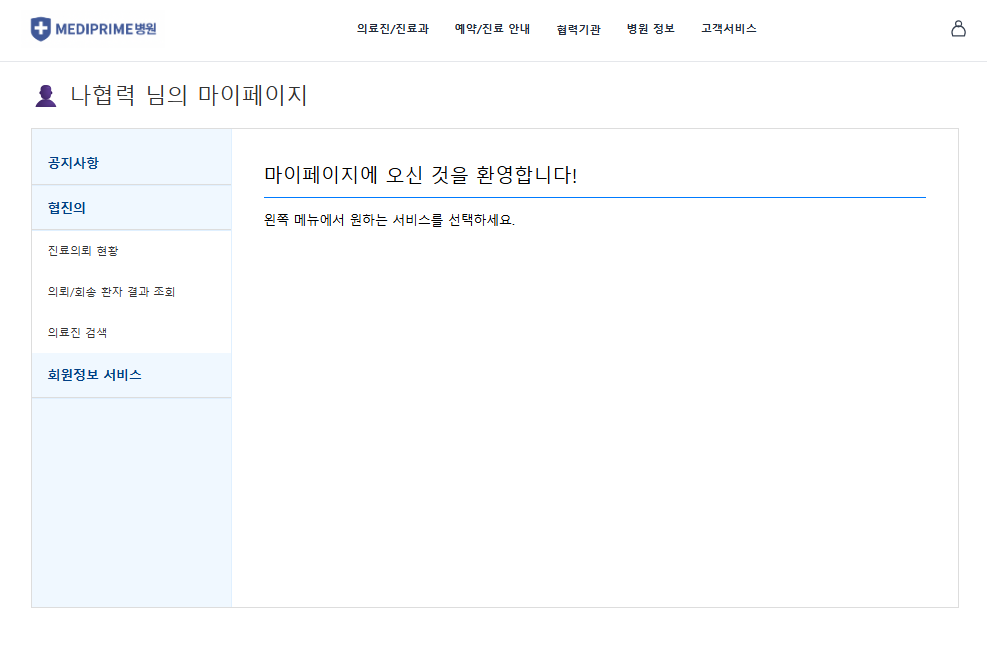 MEDIPRIME병원
의료진/진료과 예약/진료 안내 협력기관 병원 정보 고객서비스
나협력 님의 마이페이지
공지사항
협진의
진료의뢰 현황
의뢰/회송 환자 결과 조회
의료진 검색
회원정보 서비스
마이페이지에 오신 것을 환영합니다!
왼쪽 메뉴에서 원하는 서비스를 선택하세요.